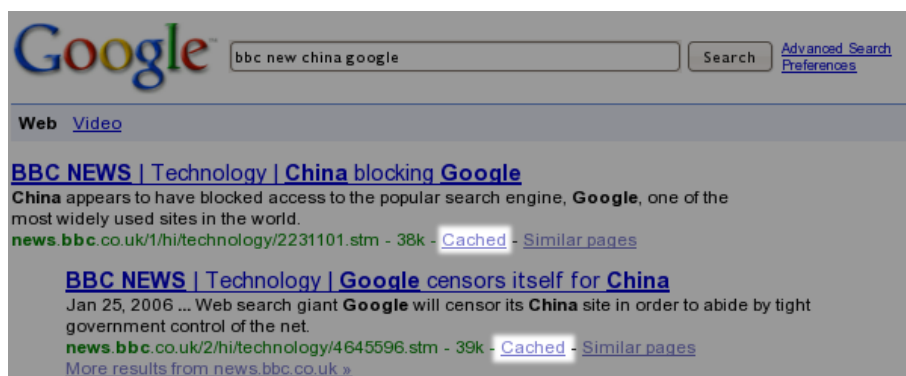 Google bbc new china google Search Advanced Search
Preferences
Web Video
BBC NEWS | Technology | China blocking Google
China appears to have blocked access to the popular search engine, Google, one of the
most widely used sites in the world.
news.bbc.co.uk/1/hi/technology/2231101.stm - 38k - Cached - Similar pages
BBC NEWS | Technology | Google censors itself for China
Jan 25, 2006 ... Web search giant Google will censor its China site in order to abide by tight
government control of the net.
news.bbc.co.uk/2/hi/technology/4645596.stm - 39k - Cached - Similar pages
More results from news.bbc.co.uk »